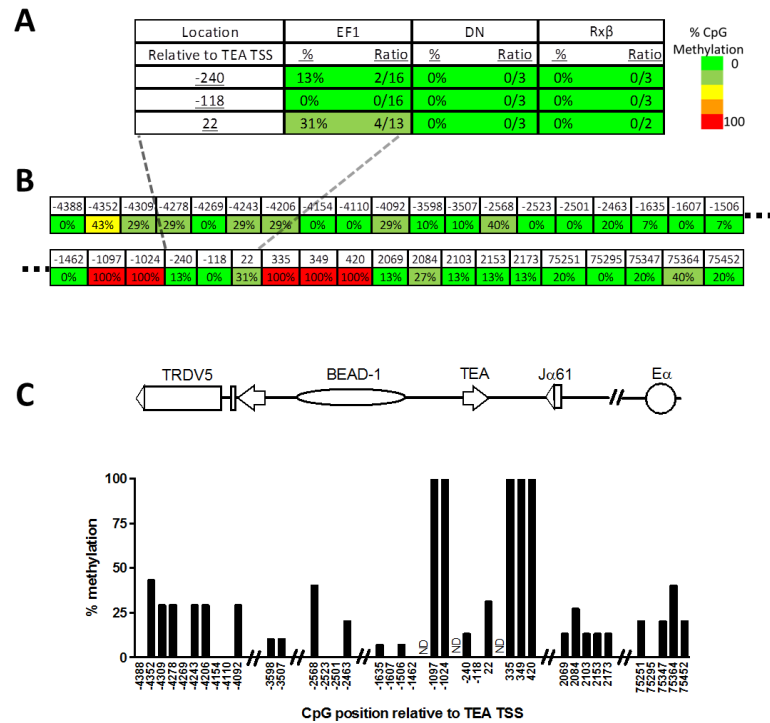 A
Location EF1 DN Rxβ
Relative to TEA TSS % Ratio % Ratio % Ratio
-240 13% 2/16 0% 0/3 0% 0/3
-118 0% 0/16 0% 0/3 0% 0/3
22 31% 4/13 0% 0/3 0% 0/2
% CpG
Methylation
0
100
B
-4388 -4352 -4309 -4278 -4269 -4243 -4206 -4154 -4110 -4092 -3598 -3507 -2568 -2523 -2501 -2463 -1635 -1607 -1506
0% 43% 29% 29% 0% 29% 29% 0% 0% 29% 10% 10% 40% 0% 0% 20% 7% 0% 7%
-1462 -1097 -1024 -240 -118 22 335 349 420 2069 2084 2103 2153 2173 75251 75295 75347 75364 75452
0% 100% 100% 13% 0% 31% 100% 100% 100% 13% 27% 13% 13% 13% 20% 0% 20% 40% 20%
C
TRDV5 BEAD-1 TEA Jα61 Eα
% methylation
100
75
50
25
0
ND ND ND
-4388 -4352 -4309 -4278 -4269 -4243 -4206 -4154 -4110 -4092 -3598 -3507 -2568 -2523 -2501 -2463 -1635 -1607 -1506 -1462 -1097 -1024 -240 -118 22 335 349 420 2069 2084 2103 2153 2173 75251 75295 75347 75364 75452
CpG position relative to TEA TSS